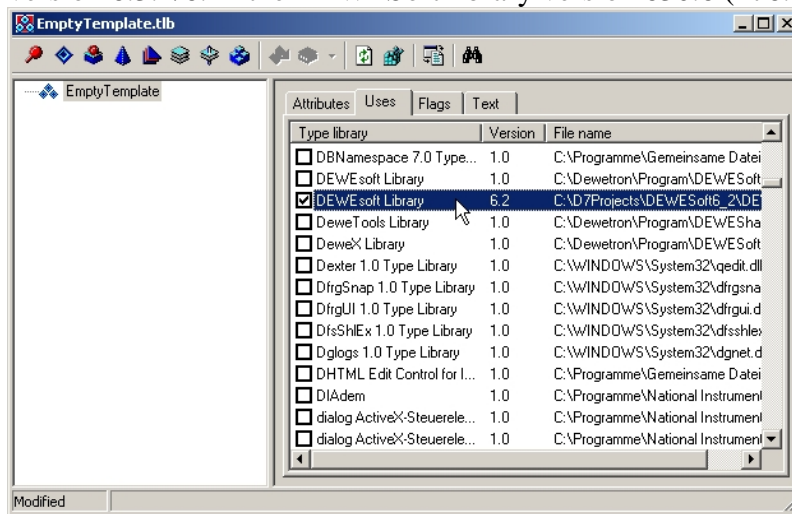 EmptyTemplate.tlb
EmptyTemplate
Attributes Uses Flags Text
Type library Version File name
DBNamespace 7.0 Type... 1.0 C:\Programme\Gemeinsame Datei
DEWEsoft Library 1.0 C:\Dewetron\Program\DEWESoft
DEWEsoft Library 6.2 C:\D7Projects\DEWESoft6_2\DE
DeweTools Library 1.0 C:\Dewetron\Program\DEWESha
DeweX Library 1.0 C:\Dewetron\Program\DEWESoft
Dexter 1.0 Type Library 1.0 C:\WINDOWS\System32\qedit.dll
DfrgSnap 1.0 Type Library 1.0 C:\WINDOWS\System32\dfrgsna
DfrgUI 1.0 Type Library 1.0 C:\WINDOWS\System32\dfrgui.d
DfsShlEx 1.0 Type Library 1.0 C:\WINDOWS\System32\dfsshlex
Dglogs 1.0 Type Library 1.0 C:\WINDOWS\System32\dgnet.d
DHTML Edit Control for I... 1.0 C:\Programme\Gemeinsame Datei
DIAdem 1.0 C:\Programme\National Instrument
dialog ActiveX-Steuerele... 1.0 C:\Programme\National Instrument
dialog ActiveX-Steuerele... 1.0 C:\Programme\National Instrument
Modified